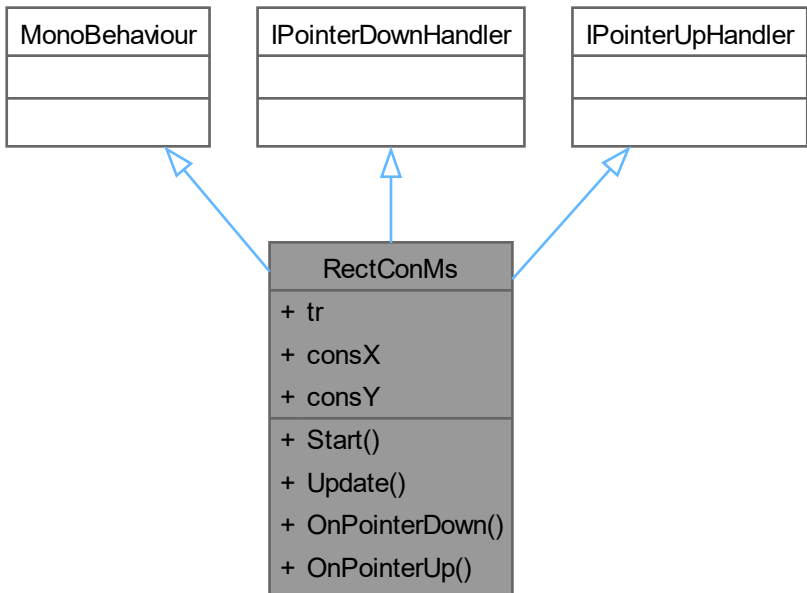 MonoBehaviour
IPointerDownHandler
IPointerUpHandler
RectConMs
+ tr
+ consX
+ consY
+ Start()
+ Update()
+ OnPointerDown()
+ OnPointerUp()